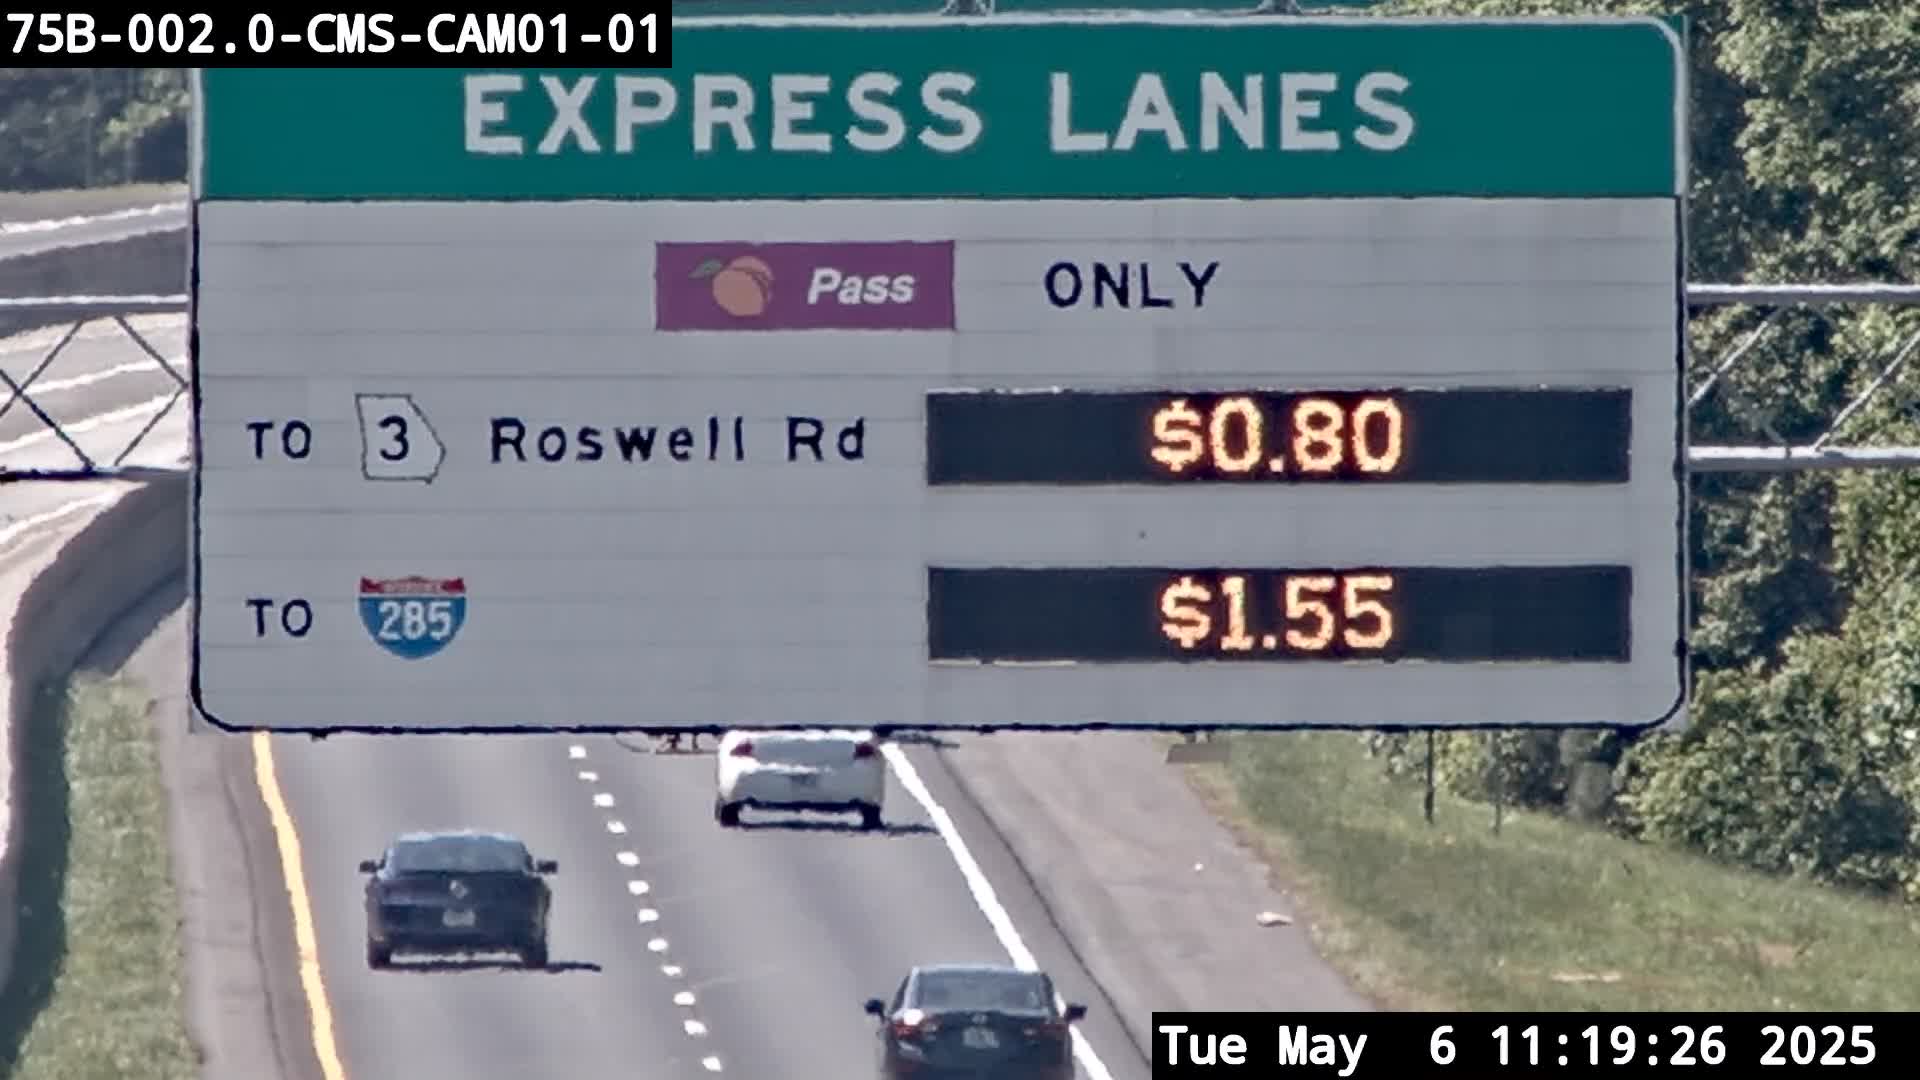 75B-002.0-CMS-CAM01-01
EXPRESS LANES
Pass ONLY
TO 3 Roswell Rd $0.80
TO 285 $1.55
Tue May 6 11:19:26 2025